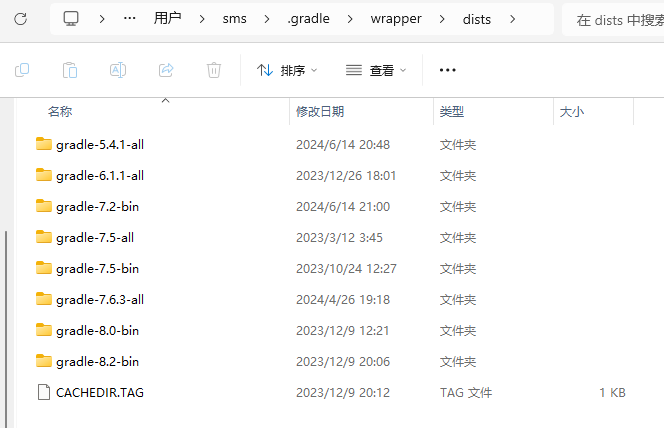 用户 sms .gradle wrapper dists 在 dists 中搜索
排序 查看
名称 修改日期 类型 大小
gradle-5.4.1-all 2024/6/14 20:48 文件夹
gradle-6.1.1-all 2023/12/26 18:01 文件夹
gradle-7.2-bin 2024/6/14 21:00 文件夹
gradle-7.5-all 2023/3/12 3:45 文件夹
gradle-7.5-bin 2023/10/24 12:27 文件夹
gradle-7.6.3-all 2024/4/26 19:18 文件夹
gradle-8.0-bin 2023/12/9 12:21 文件夹
gradle-8.2-bin 2023/12/9 20:06 文件夹
CACHEDIR.TAG 2023/12/9 20:12 TAG 文件 1 KB